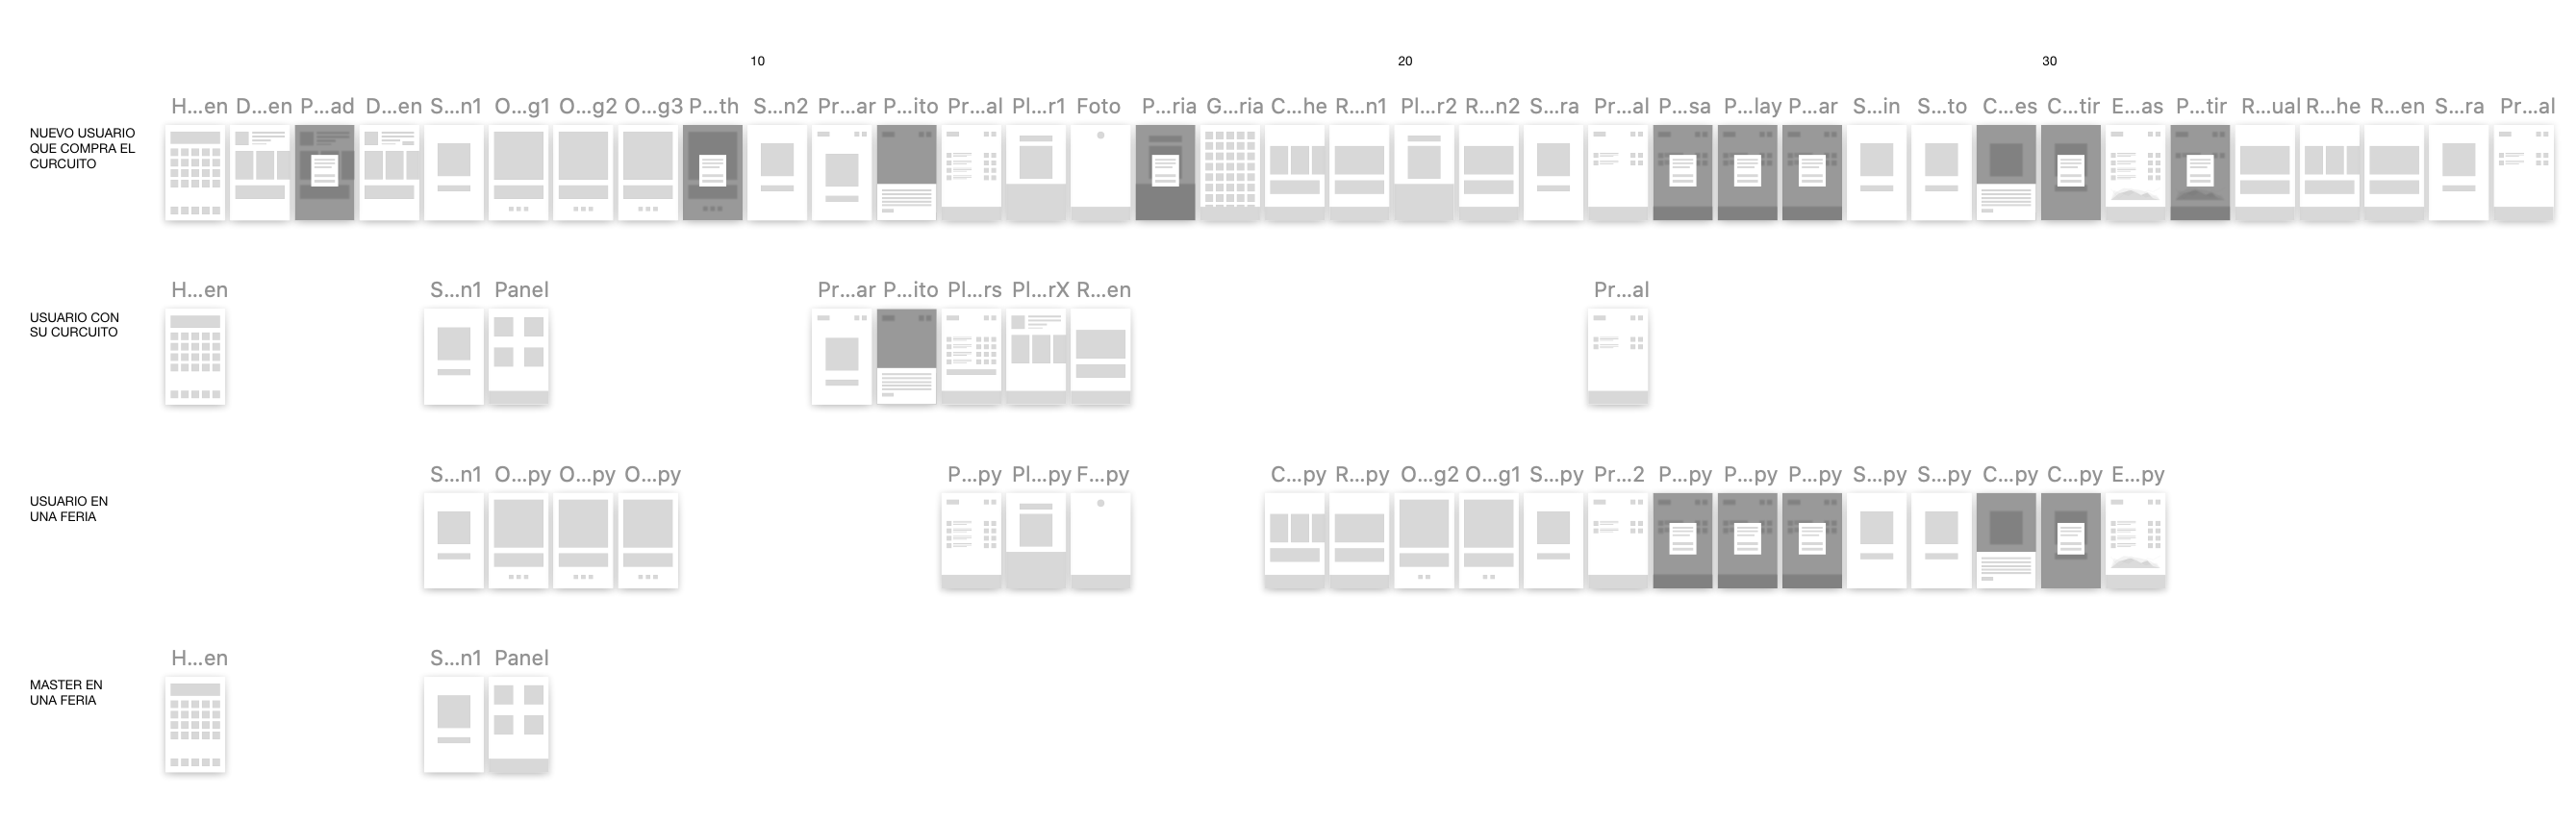 10 20 30
H...en D...en P...ad D...en S...n1 O...g1 O...g2 O...g3 P...th S...n2 Pr...ar P...ito Pr...al Pl...r1 Foto P...ria G...ria C...he R...n1 Pl...r2 R...n2 S...ra Pr...al P...sa P...lay P...ar S...in S...to C...es C...tir E...as P...tir R...ual R...he R...en S...ra Pr...al
NUEVO USUARIO
QUE COMPRA EL
CURCUITO
H...en S...n1 Panel Pr...ar P...ito Pl...rs Pl...rX R...en Pr...al
USUARIO CON
SU CURCUITO
S...n1 O...py O...py O...py P...py Pl...py F...py C...py R...py O...g2 O...g1 S...py Pr...2 P...py P...py P...py S...py S...py C...py C...py E...py
USUARIO EN
UNA FERIA
H...en S...n1 Panel
MASTER EN
UNA FERIA